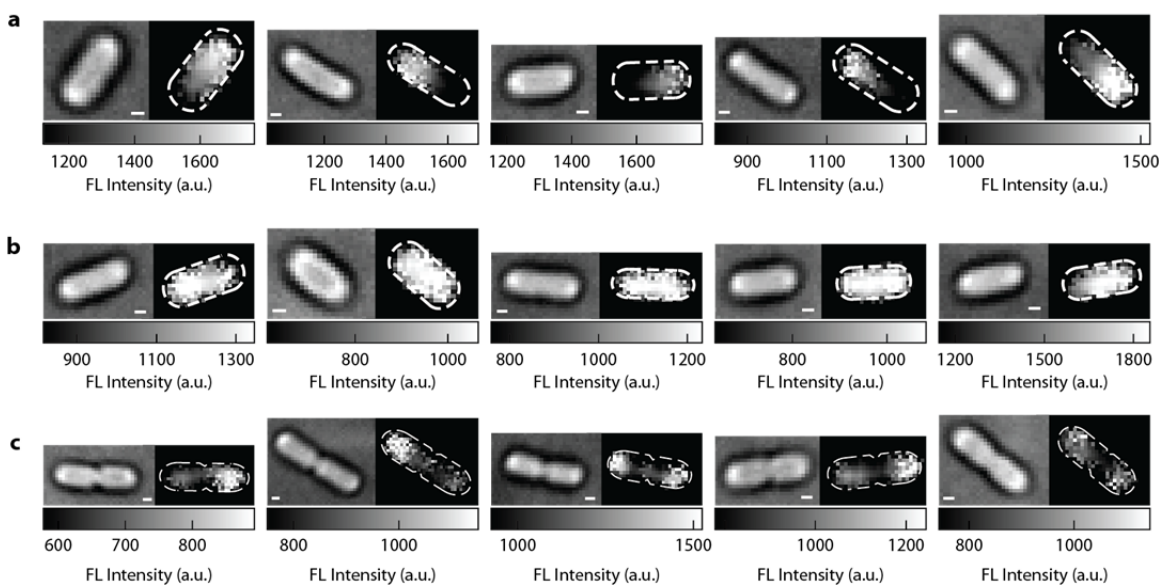 a
1200 1400 1600
FL Intensity (a.u.)
1200 1400 1600
FL Intensity (a.u.)
1200 1400 1600
FL Intensity (a.u.)
900 1100 1300
FL Intensity (a.u.)
1000 1500
FL Intensity (a.u.)
b
900 1100 1300
FL Intensity (a.u.)
800 1000
FL Intensity (a.u.)
800 1000 1200
FL Intensity (a.u.)
800 1000
FL Intensity (a.u.)
1200 1500 1800
FL Intensity (a.u.)
c
600 700 800
FL Intensity (a.u.)
800 1000
FL Intensity (a.u.)
1000 1500
FL Intensity (a.u.)
1000 1200
FL Intensity (a.u.)
800 1000
FL Intensity (a.u.)